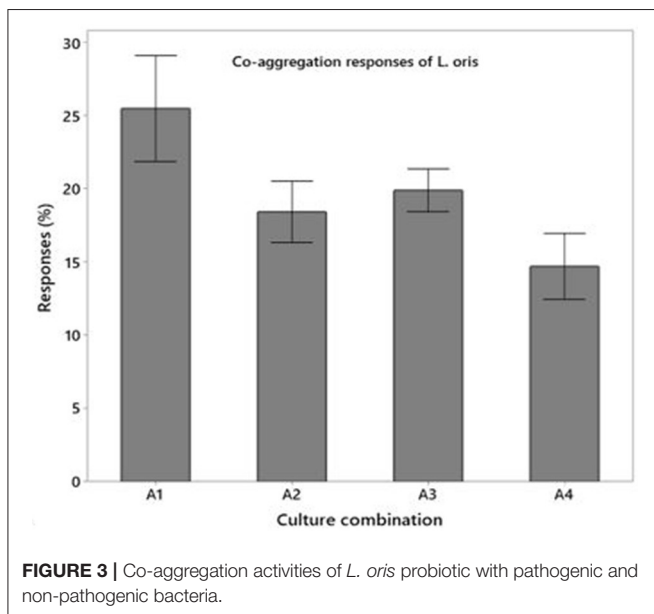 Co-aggregation responses of L. oris
Responses (%)
30
25
20
15
10
5
0
A1 A2 A3 A4
Culture combination
FIGURE 3 | Co-aggregation activities of L. oris probiotic with pathogenic and
non-pathogenic bacteria.